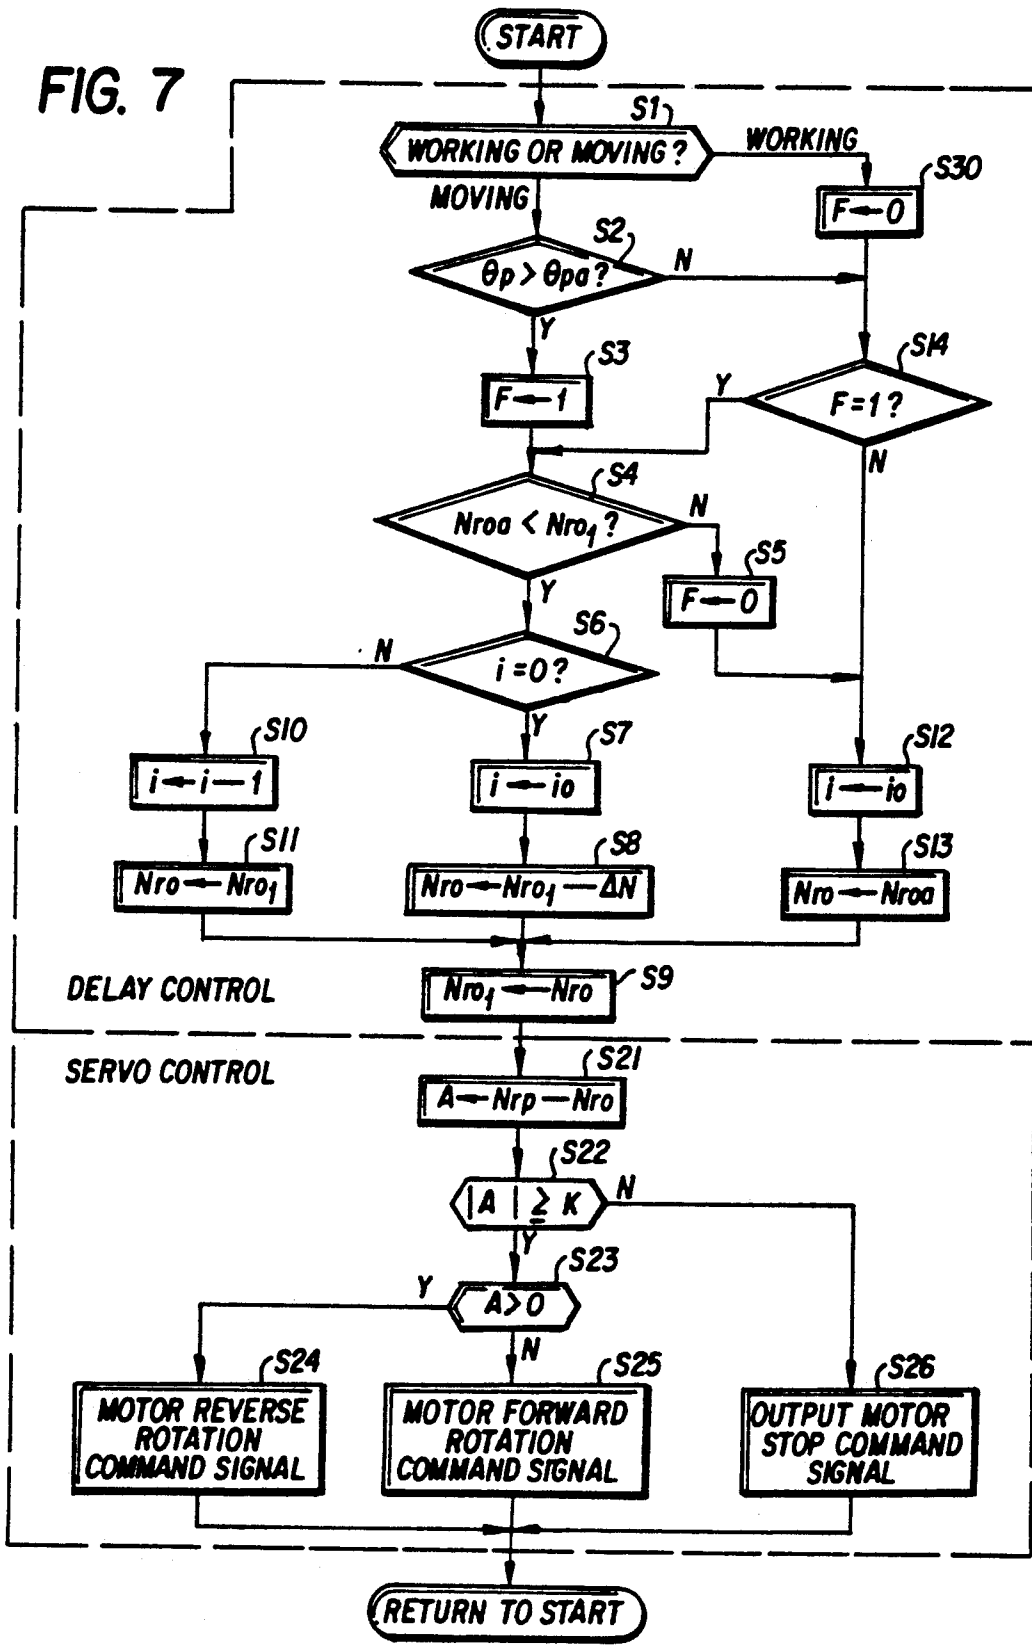 START
FIG. 7
S1
WORKING OR MOVING ?
WORKING
S30
MOVING
F ← 0
S2
θp > θpa ?
N
Y
S3
S14
F ← 1
Y
F = 1 ?
N
S4
Nroa < Nro1 ?
N
S5
Y
F ← 0
S6
N
i = 0 ?
Y
S10
S7
S12
i ← i — 1
i ← io
i ← io
S11
S8
S13
Nro ← Nro1
Nro ← Nro1 — ΔN
Nro ← Nroa
S9
DELAY CONTROL
Nro1 ← Nro
SERVO CONTROL
S21
A ← Nrp — Nro
S22
| A | ≥ K
N
Y
S23
Y
A > 0
N
S24
S25
S26
MOTOR REVERSE
ROTATION
COMMAND SIGNAL
MOTOR FORWARD
ROTATION
COMMAND SIGNAL
OUTPUT MOTOR
STOP COMMAND
SIGNAL
RETURN TO START